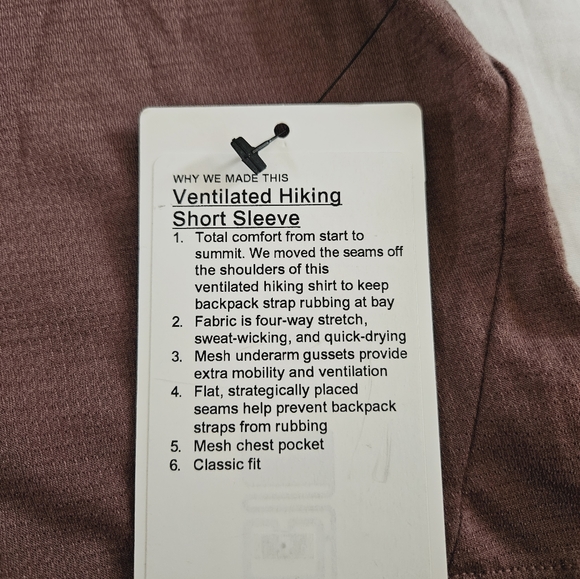 WHY WE MADE THIS
Ventilated Hiking
Short Sleeve
1. Total comfort from start to
summit. We moved the seams off
the shoulders of this
ventilated hiking shirt to keep
backpack strap rubbing at bay
2. Fabric is four-way stretch,
sweat-wicking, and quick-drying
3. Mesh underarm gussets provide
extra mobility and ventilation
4. Flat, strategically placed
seams help prevent backpack
straps from rubbing
5. Mesh chest pocket
6. Classic fit